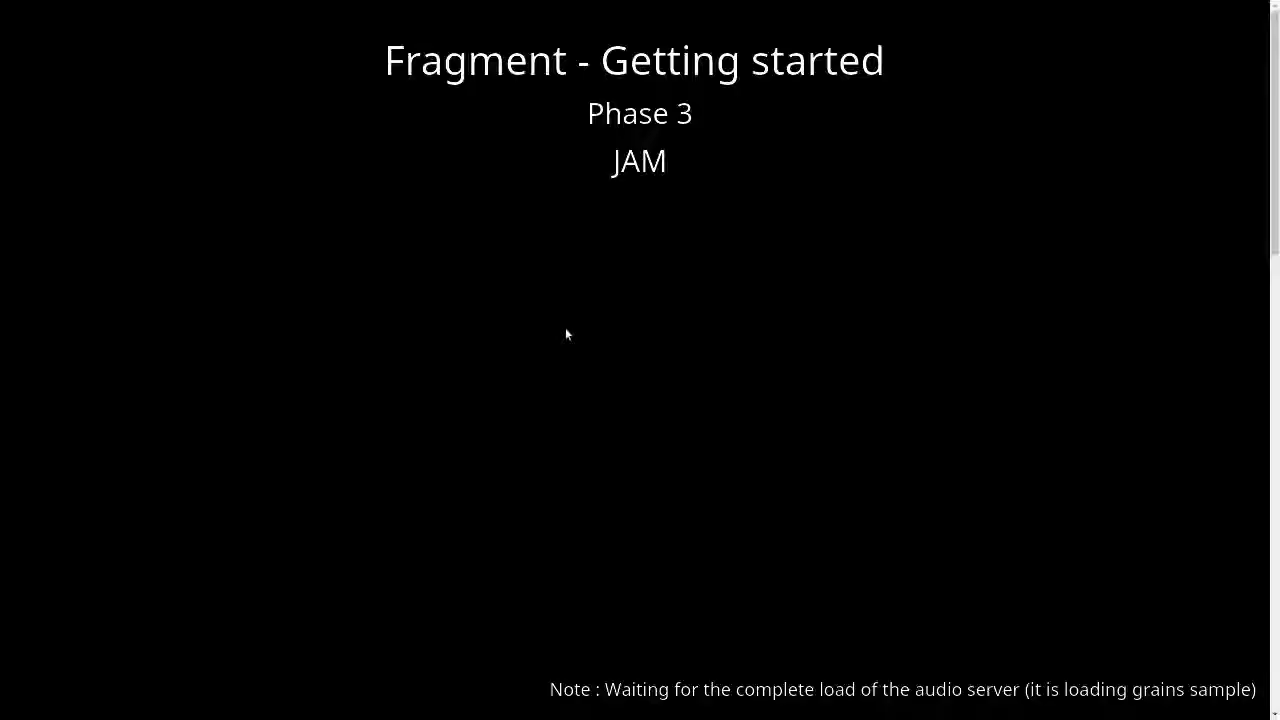 Fragment - Getting started
Phase 3
JAM
Note : Waiting for the complete load of the audio server (it is loading grains sample)